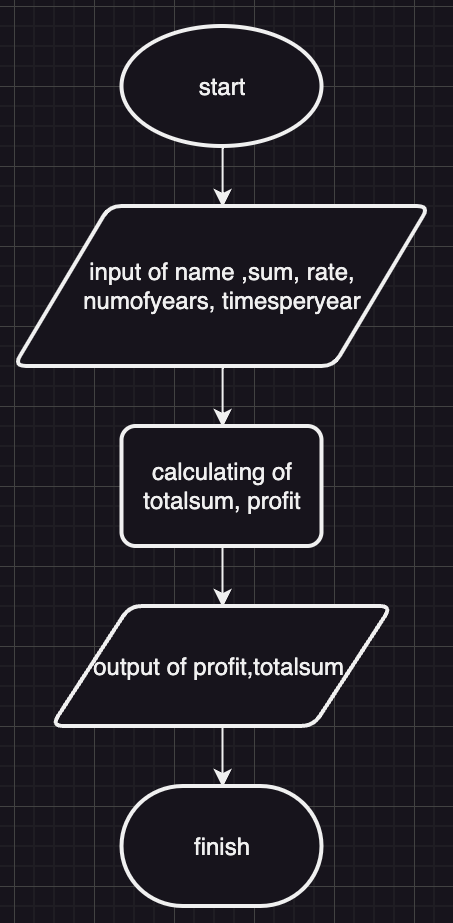 start
input of name ,sum, rate,
numofyears, timesperyear
calculating of
totalsum, profit
output of profit,totalsum
finish